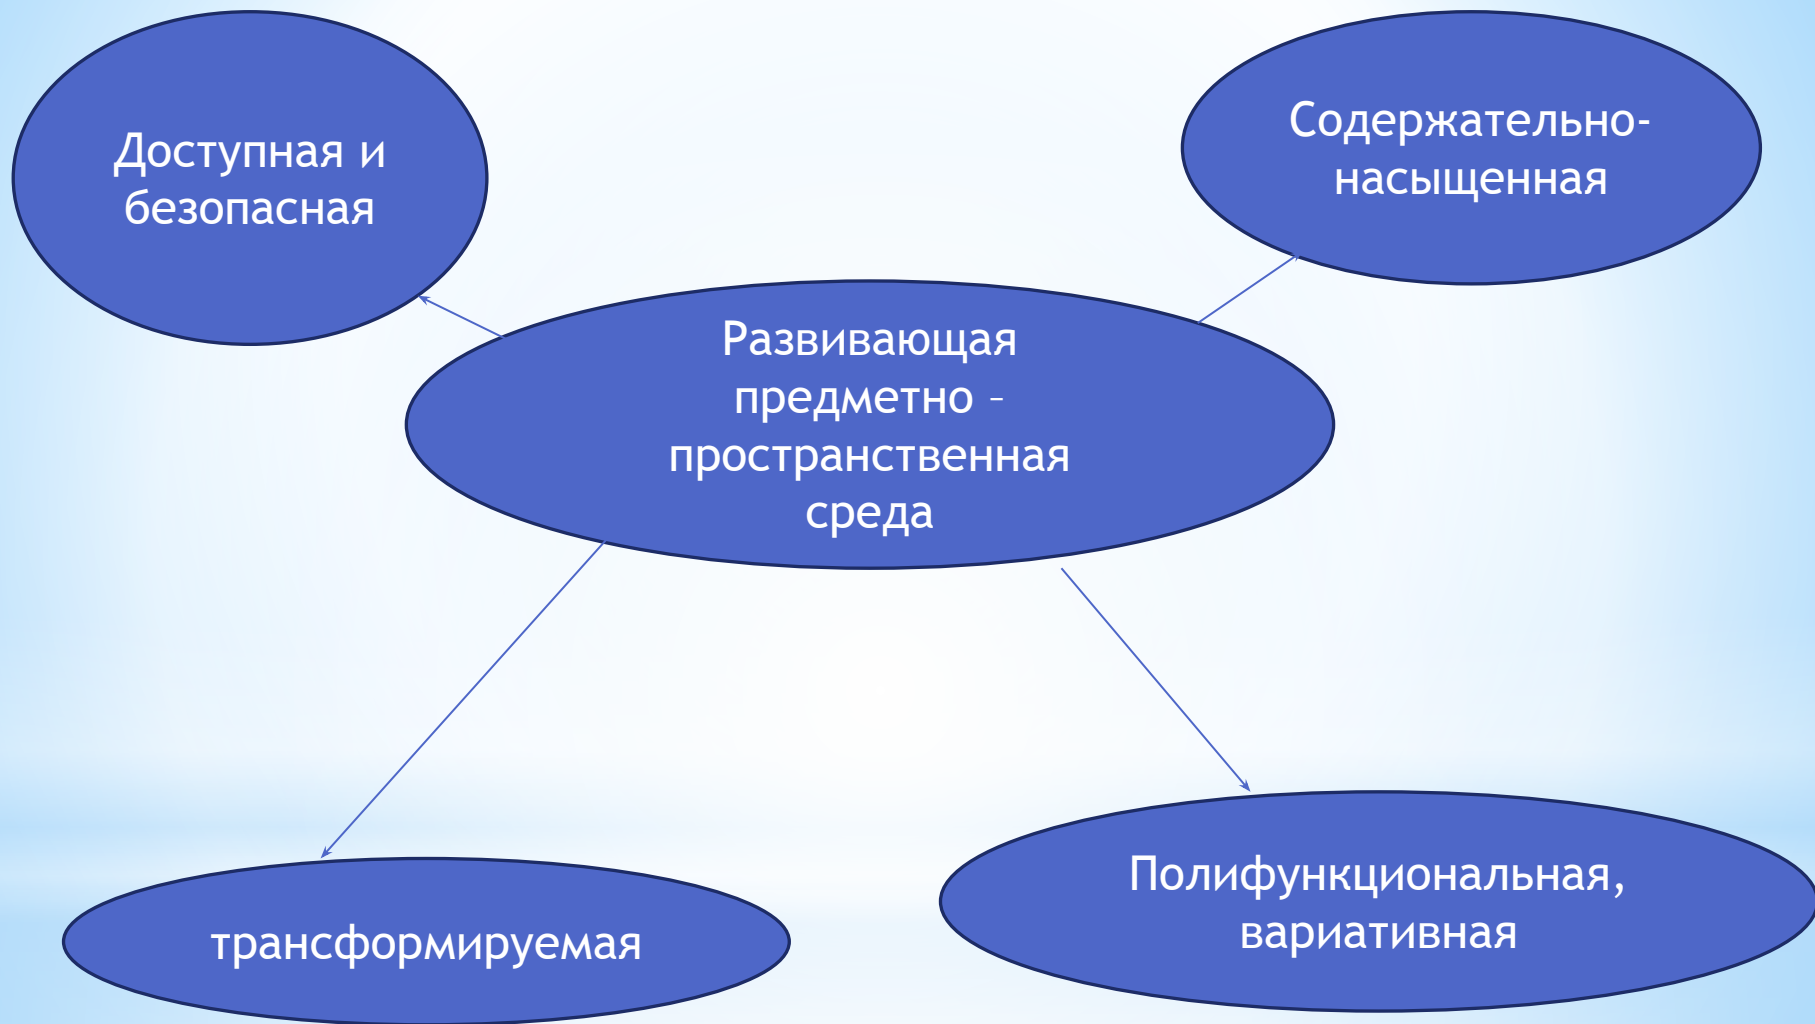 Доступная и
безопасная
Содержательно-
насыщенная
Развивающая
предметно –
пространственная
среда
трансформируемая
Полифункциональная,
вариативная